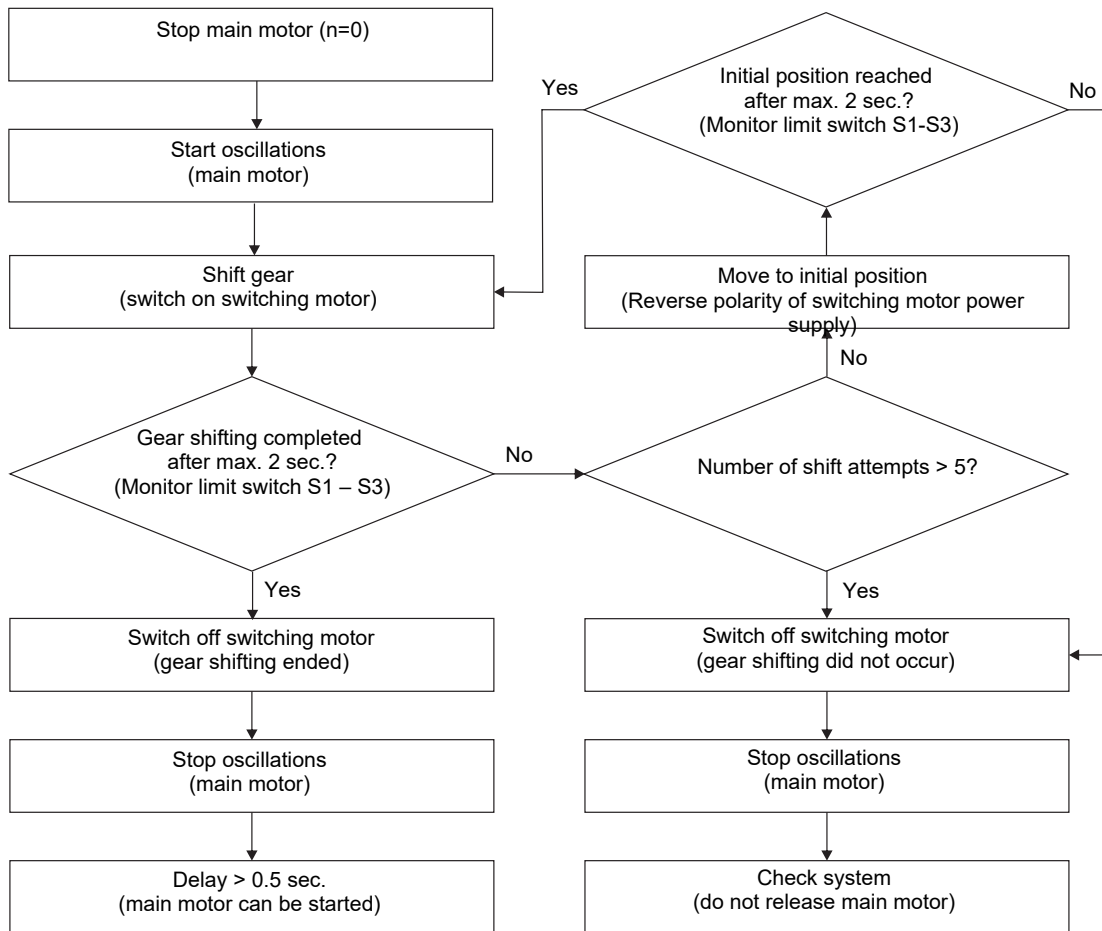 Stop main motor (n=0)
Start oscillations
(main motor)
Shift gear
(switch on switching motor)
Gear shifting completed
after max. 2 sec.?
(Monitor limit switch S1 – S3)
Yes
No
Switch off switching motor
(gear shifting ended)
Stop oscillations
(main motor)
Delay > 0.5 sec.
(main motor can be started)
Initial position reached
after max. 2 sec.?
(Monitor limit switch S1-S3)
Yes
No
Move to initial position
(Reverse polarity of switching motor power
supply)
No
Number of shift attempts > 5?
Yes
Switch off switching motor
(gear shifting did not occur)
Stop oscillations
(main motor)
Check system
(do not release main motor)